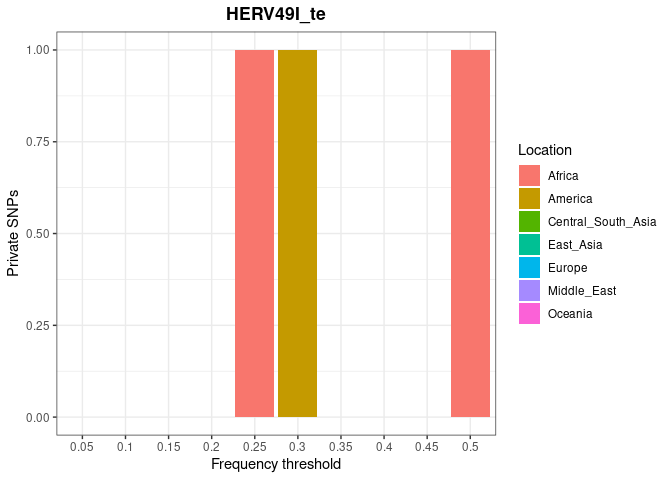 HERV49I_te
1.00
0.75
0.50
0.25
0.00
Private SNPs
0.05 0.1 0.15 0.2 0.25 0.3 0.35 0.4 0.45 0.5
Frequency threshold
Location
Africa
America
Central_South_Asia
East_Asia
Europe
Middle_East
Oceania